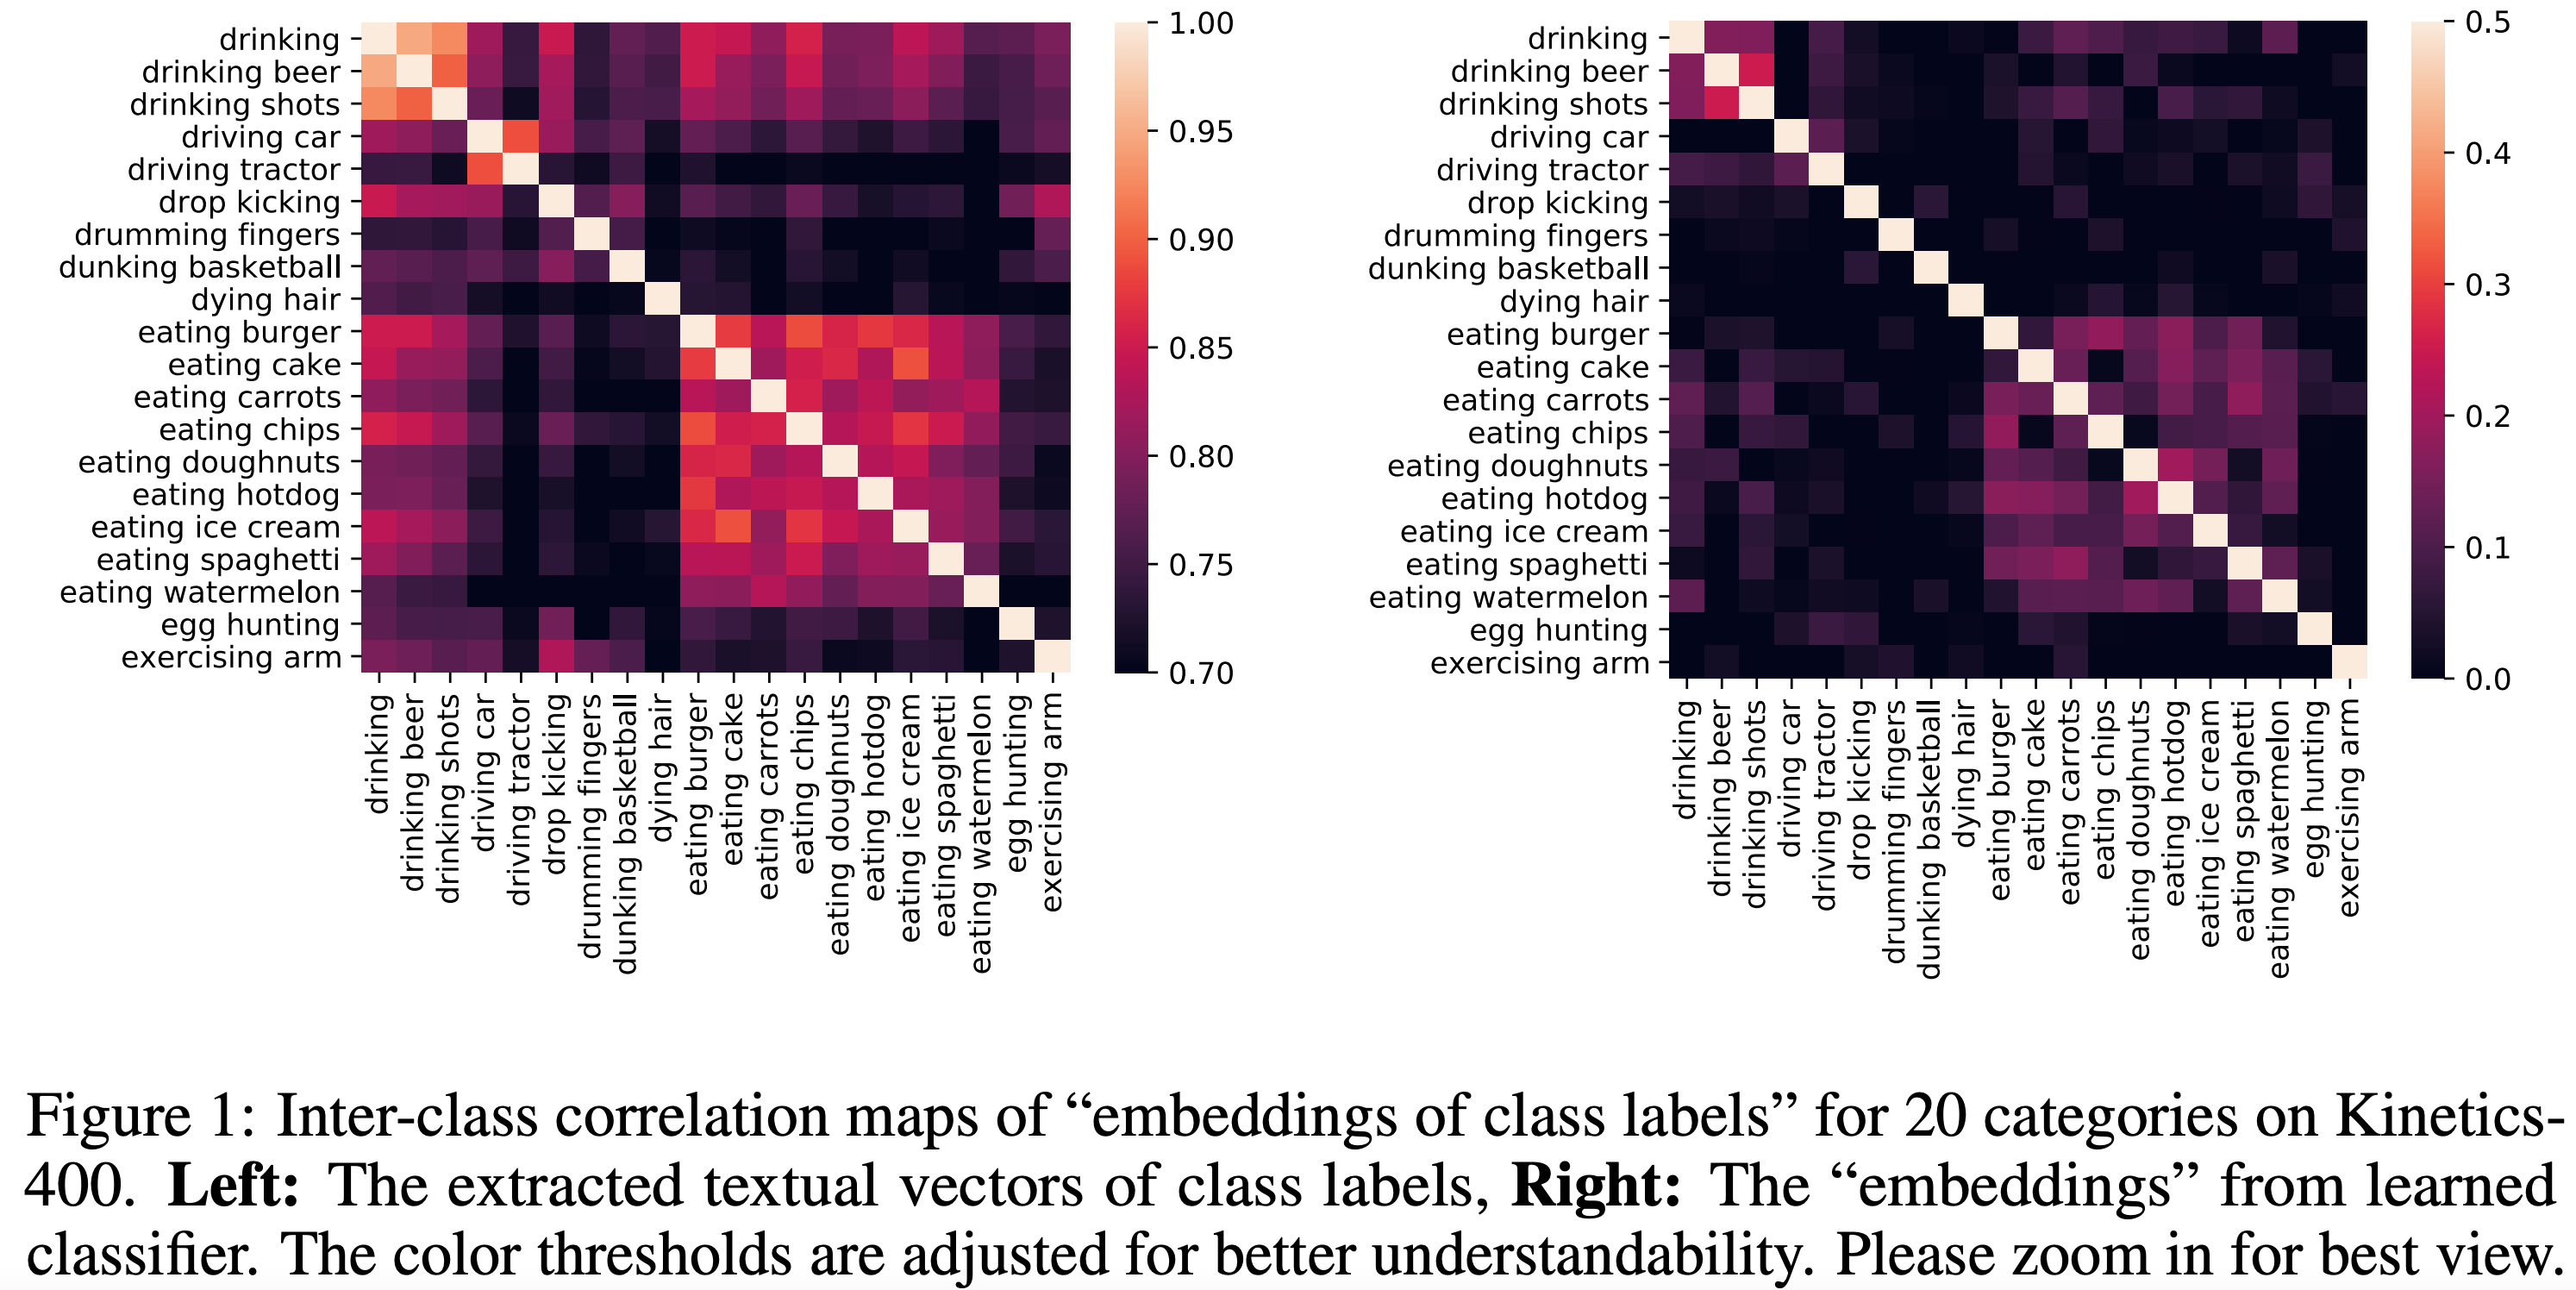 drinking
drinking beer
drinking shots
driving car
driving tractor
drop kicking
drumming fingers
dunking basketball
dying hair
eating burger
eating cake
eating carrots
eating chips
eating doughnuts
eating hotdog
eating ice cream
eating spaghetti
eating watermelon
egg hunting
exercising arm
drinking
drinking beer
drinking shots
driving car
driving tractor
drop kicking
drumming fingers
dunking basketball
dying hair
eating burger
eating cake
eating carrots
eating chips
eating doughnuts
eating hotdog
eating ice cream
eating spaghetti
eating watermelon
egg hunting
exercising arm
1.00
0.95
0.90
0.85
0.80
0.75
0.70
drinking
drinking beer
drinking shots
driving car
driving tractor
drop kicking
drumming fingers
dunking basketball
dying hair
eating burger
eating cake
eating carrots
eating chips
eating doughnuts
eating hotdog
eating ice cream
eating spaghetti
eating watermelon
egg hunting
exercising arm
drinking
drinking beer
drinking shots
driving car
driving tractor
drop kicking
drumming fingers
dunking basketball
dying hair
eating burger
eating cake
eating carrots
eating chips
eating doughnuts
eating hotdog
eating ice cream
eating spaghetti
eating watermelon
egg hunting
exercising arm
0.5
0.4
0.3
0.2
0.1
0.0
Figure 1: Inter-class correlation maps of “embeddings of class labels” for 20 categories on Kinetics-
400. Left: The extracted textual vectors of class labels, Right: The “embeddings” from learned
classifier. The color thresholds are adjusted for better understandability. Please zoom in for best view.